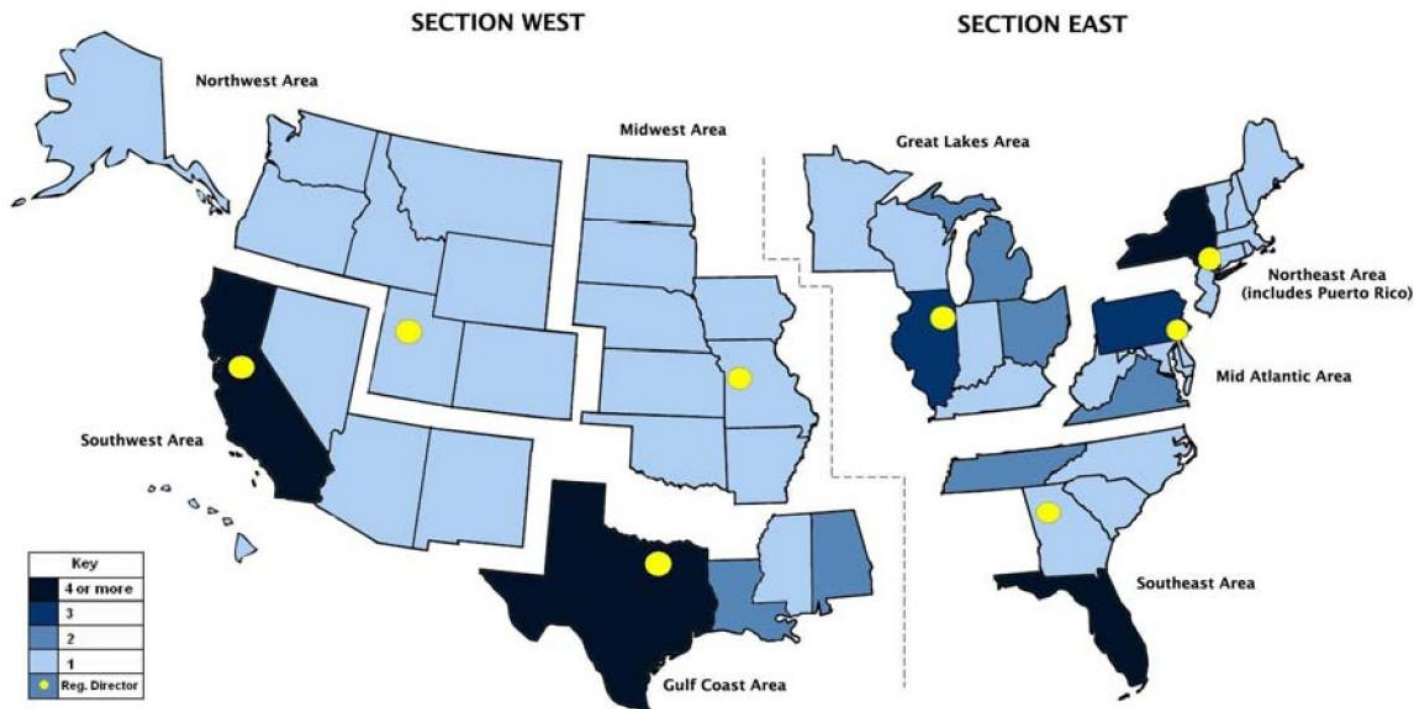 SECTION WEST
SECTION EAST
Northwest Area
Midwest Area
Great Lakes Area
Northeast Area
(includes Puerto Rico)
Mid Atlantic Area
Southwest Area
Southeast Area
Gulf Coast Area
Key
4 or more
3
2
1
Reg. Director